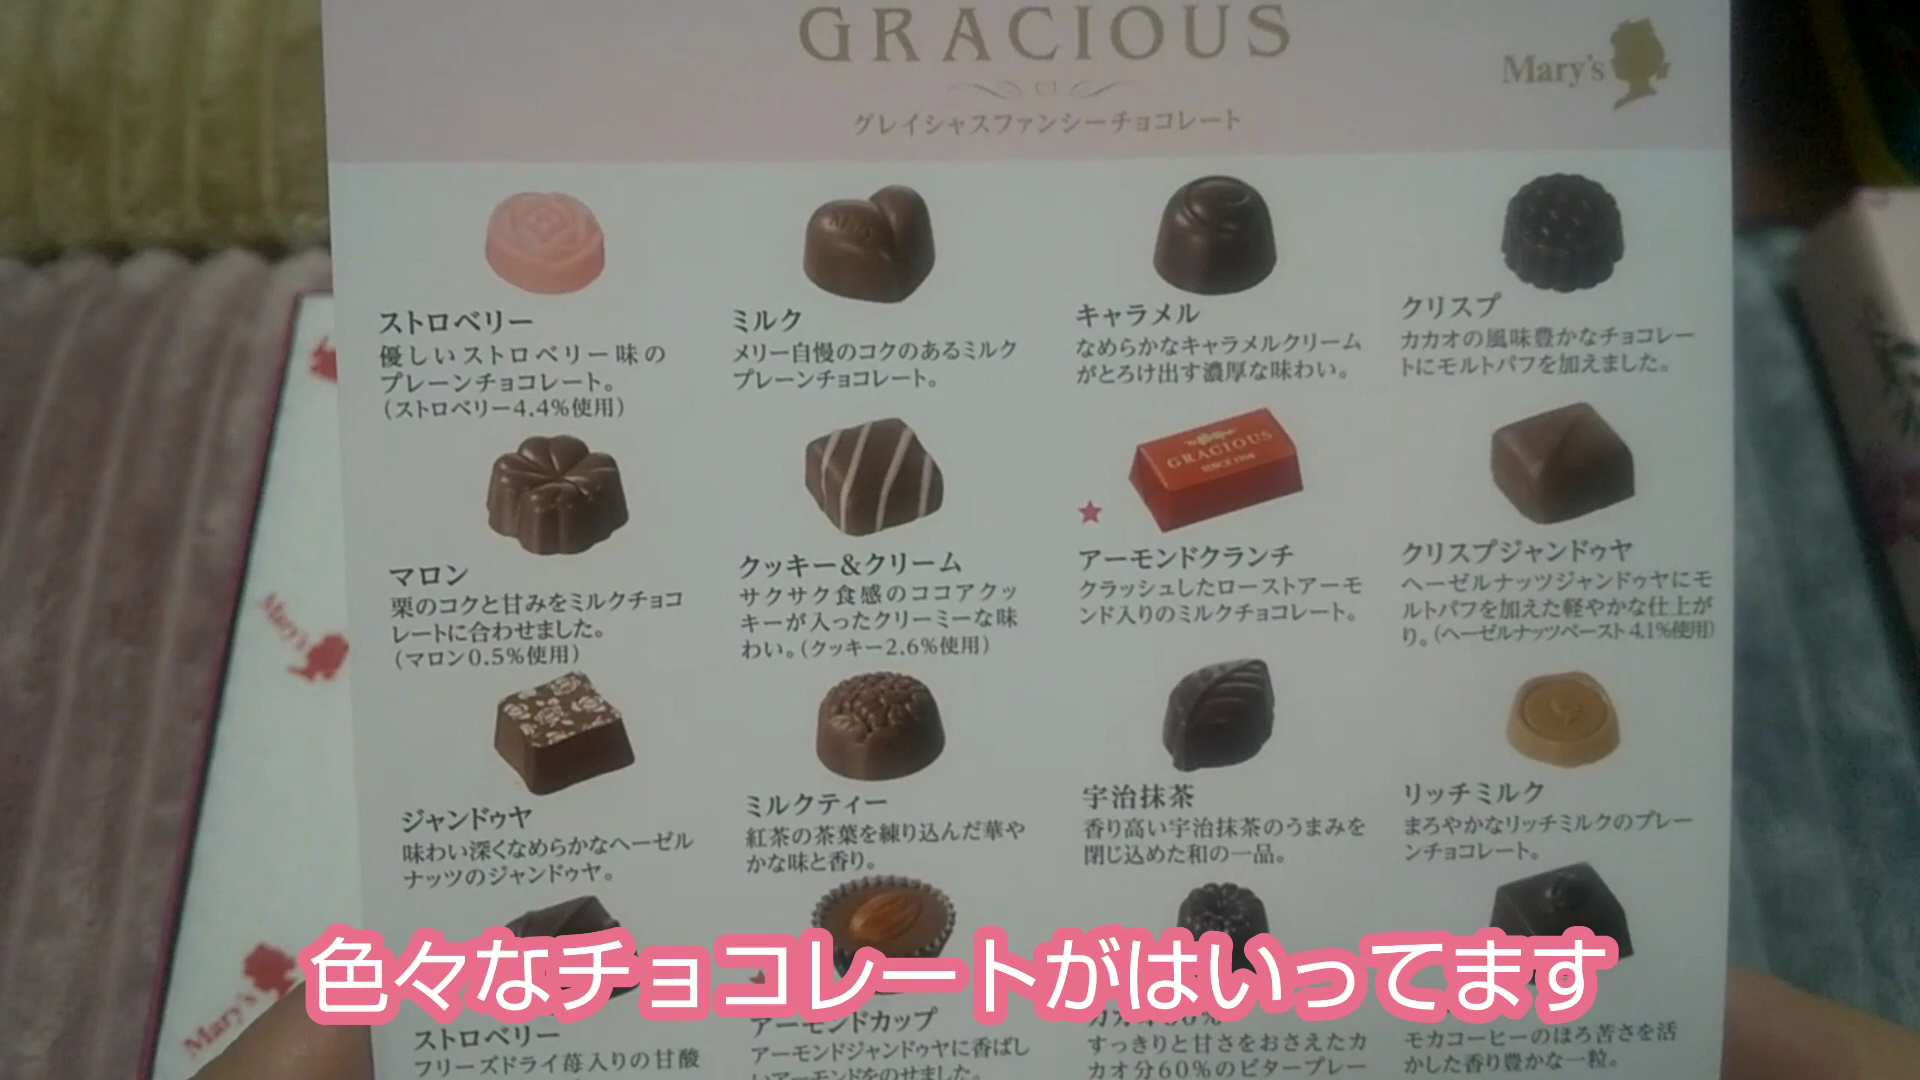 GRACIOUS
Mary's
グレイシャスファンシーチョコレート
ストロベリー
優しいストロベリー味の
プレーンチョコレート。
(ストロベリー4.4%使用)
ミルク
メリー自慢のコクのあるミルク
プレーンチョコレート。
キャラメル
なめらかなキャラメルクリーム
がとろけ出す濃厚な味わい。
クリスプ
カカオの風味豊かなチョコレー
トにモルトパフを加えました。
マロン
栗のコクと甘みをミルクチョコ
レートに合わせました。
(マロン0.5%使用)
クッキー&クリーム
サクサク食感のココアクッ
キーが入ったクリーミーな味
わい。(クッキー2.6%使用)
GRACIOUS
★
アーモンドクランチ
クラッシュしたローストアーモ
ンド入りのミルクチョコレート。
クリスプジャンドゥヤ
ヘーゼルナッツジャンドゥヤにモ
ルトパフを加えた軽やかな仕上が
り。(ヘーゼルナッツペースト4.1%使用)
ジャンドゥヤ
味わい深くなめらかなヘーゼル
ナッツのジャンドゥヤ。
ミルクティー
紅茶の茶葉を練り込んだ華や
かな味と香り。
宇治抹茶
香り高い宇治抹茶のうまみを
閉じ込めた和の一品。
リッチミルク
まろやかなリッチミルクのプレー
ンチョコレート。
色々なチョコレートがはいってます
ストロベリー
フリーズドライ苺入りの甘酸
アーモンドカップ
アーモンドジャンドゥヤに香ばし
いアーモンドをのせました。
すっきりと甘さをおさえたカ
カオ分60%のビタープレー
モカコーヒーのほろ苦さを活
かした香り豊かな一粒。
Mary's
Mary's